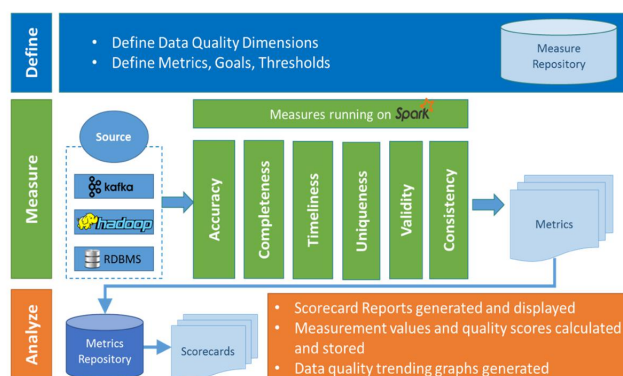 Define
• Define Data Quality Dimensions
• Define Metrics, Goals, Thresholds
Measure
Repository
Measure
Measures running on Spark
Source
kafka
hadoop
RDBMS
Accuracy
Completeness
Timeliness
Uniqueness
Validity
Consistency
Metrics
Analyze
Metrics
Repository
Scorecards
• Scorecard Reports generated and displayed
• Measurement values and quality scores calculated
and stored
• Data quality trending graphs generated